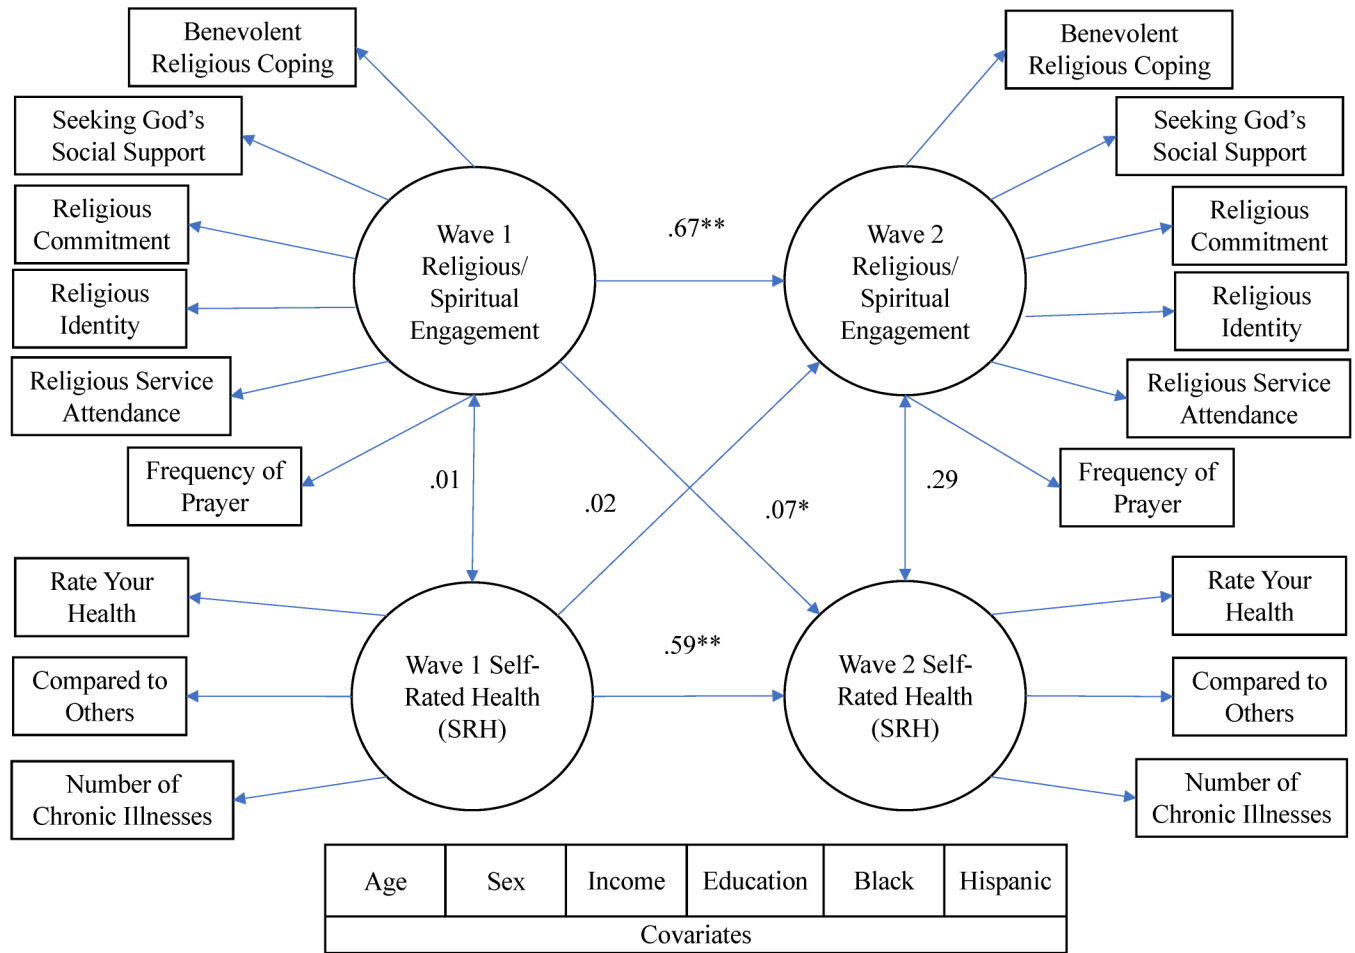 Benevolent
Religious Coping
Seeking God's
Social Support
Religious
Commitment
Religious
Identity
Religious Service
Attendance
Frequency of
Prayer
Wave 1
Religious/
Spiritual
Engagement
.67**
Wave 2
Religious/
Spiritual
Engagement
Benevolent
Religious Coping
Seeking God's
Social Support
Religious
Commitment
Religious
Identity
Religious Service
Attendance
Frequency of
Prayer
.01
.02
.07*
.29
Rate Your
Health
Compared to
Others
Number of
Chronic Illnesses
Wave 1 Self-
Rated Health
(SRH)
.59**
Wave 2 Self-
Rated Health
(SRH)
Rate Your
Health
Compared to
Others
Number of
Chronic Illnesses
Age Sex Income Education Black Hispanic
Covariates